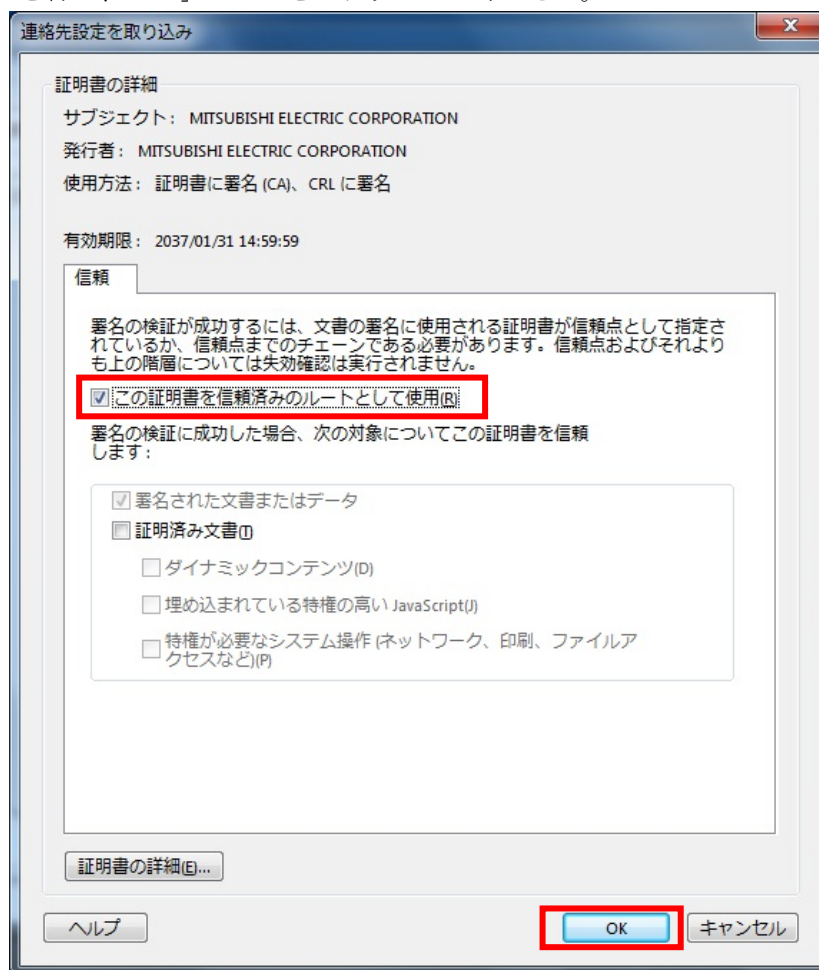 連絡先設定を取り込み
証明書の詳細
サブジェクト: MITSUBISHI ELECTRIC CORPORATION
発行者: MITSUBISHI ELECTRIC CORPORATION
使用方法: 証明書に署名 (CA)、CRL に署名
有効期限: 2037/01/31 14:59:59
信頼
署名の検証が成功するには、文書の署名に使用される証明書が信頼点として指定さ
れているか、信頼点までのチェーンである必要があります。信頼点およびそれより
も上の階層については失効確認は実行されません。
この証明書を信頼済みのルートとして使用(R)
署名の検証に成功した場合、次の対象についてこの証明書を信頼
します:
署名された文書またはデータ
証明済み文書(T)
ダイナミックコンテンツ(D)
埋め込まれている特権の高い JavaScript(J)
特権が必要なシステム操作 (ネットワーク、印刷、ファイルア
クセスなど)(P)
証明書の詳細(E)...
ヘルプ
OK
キャンセル